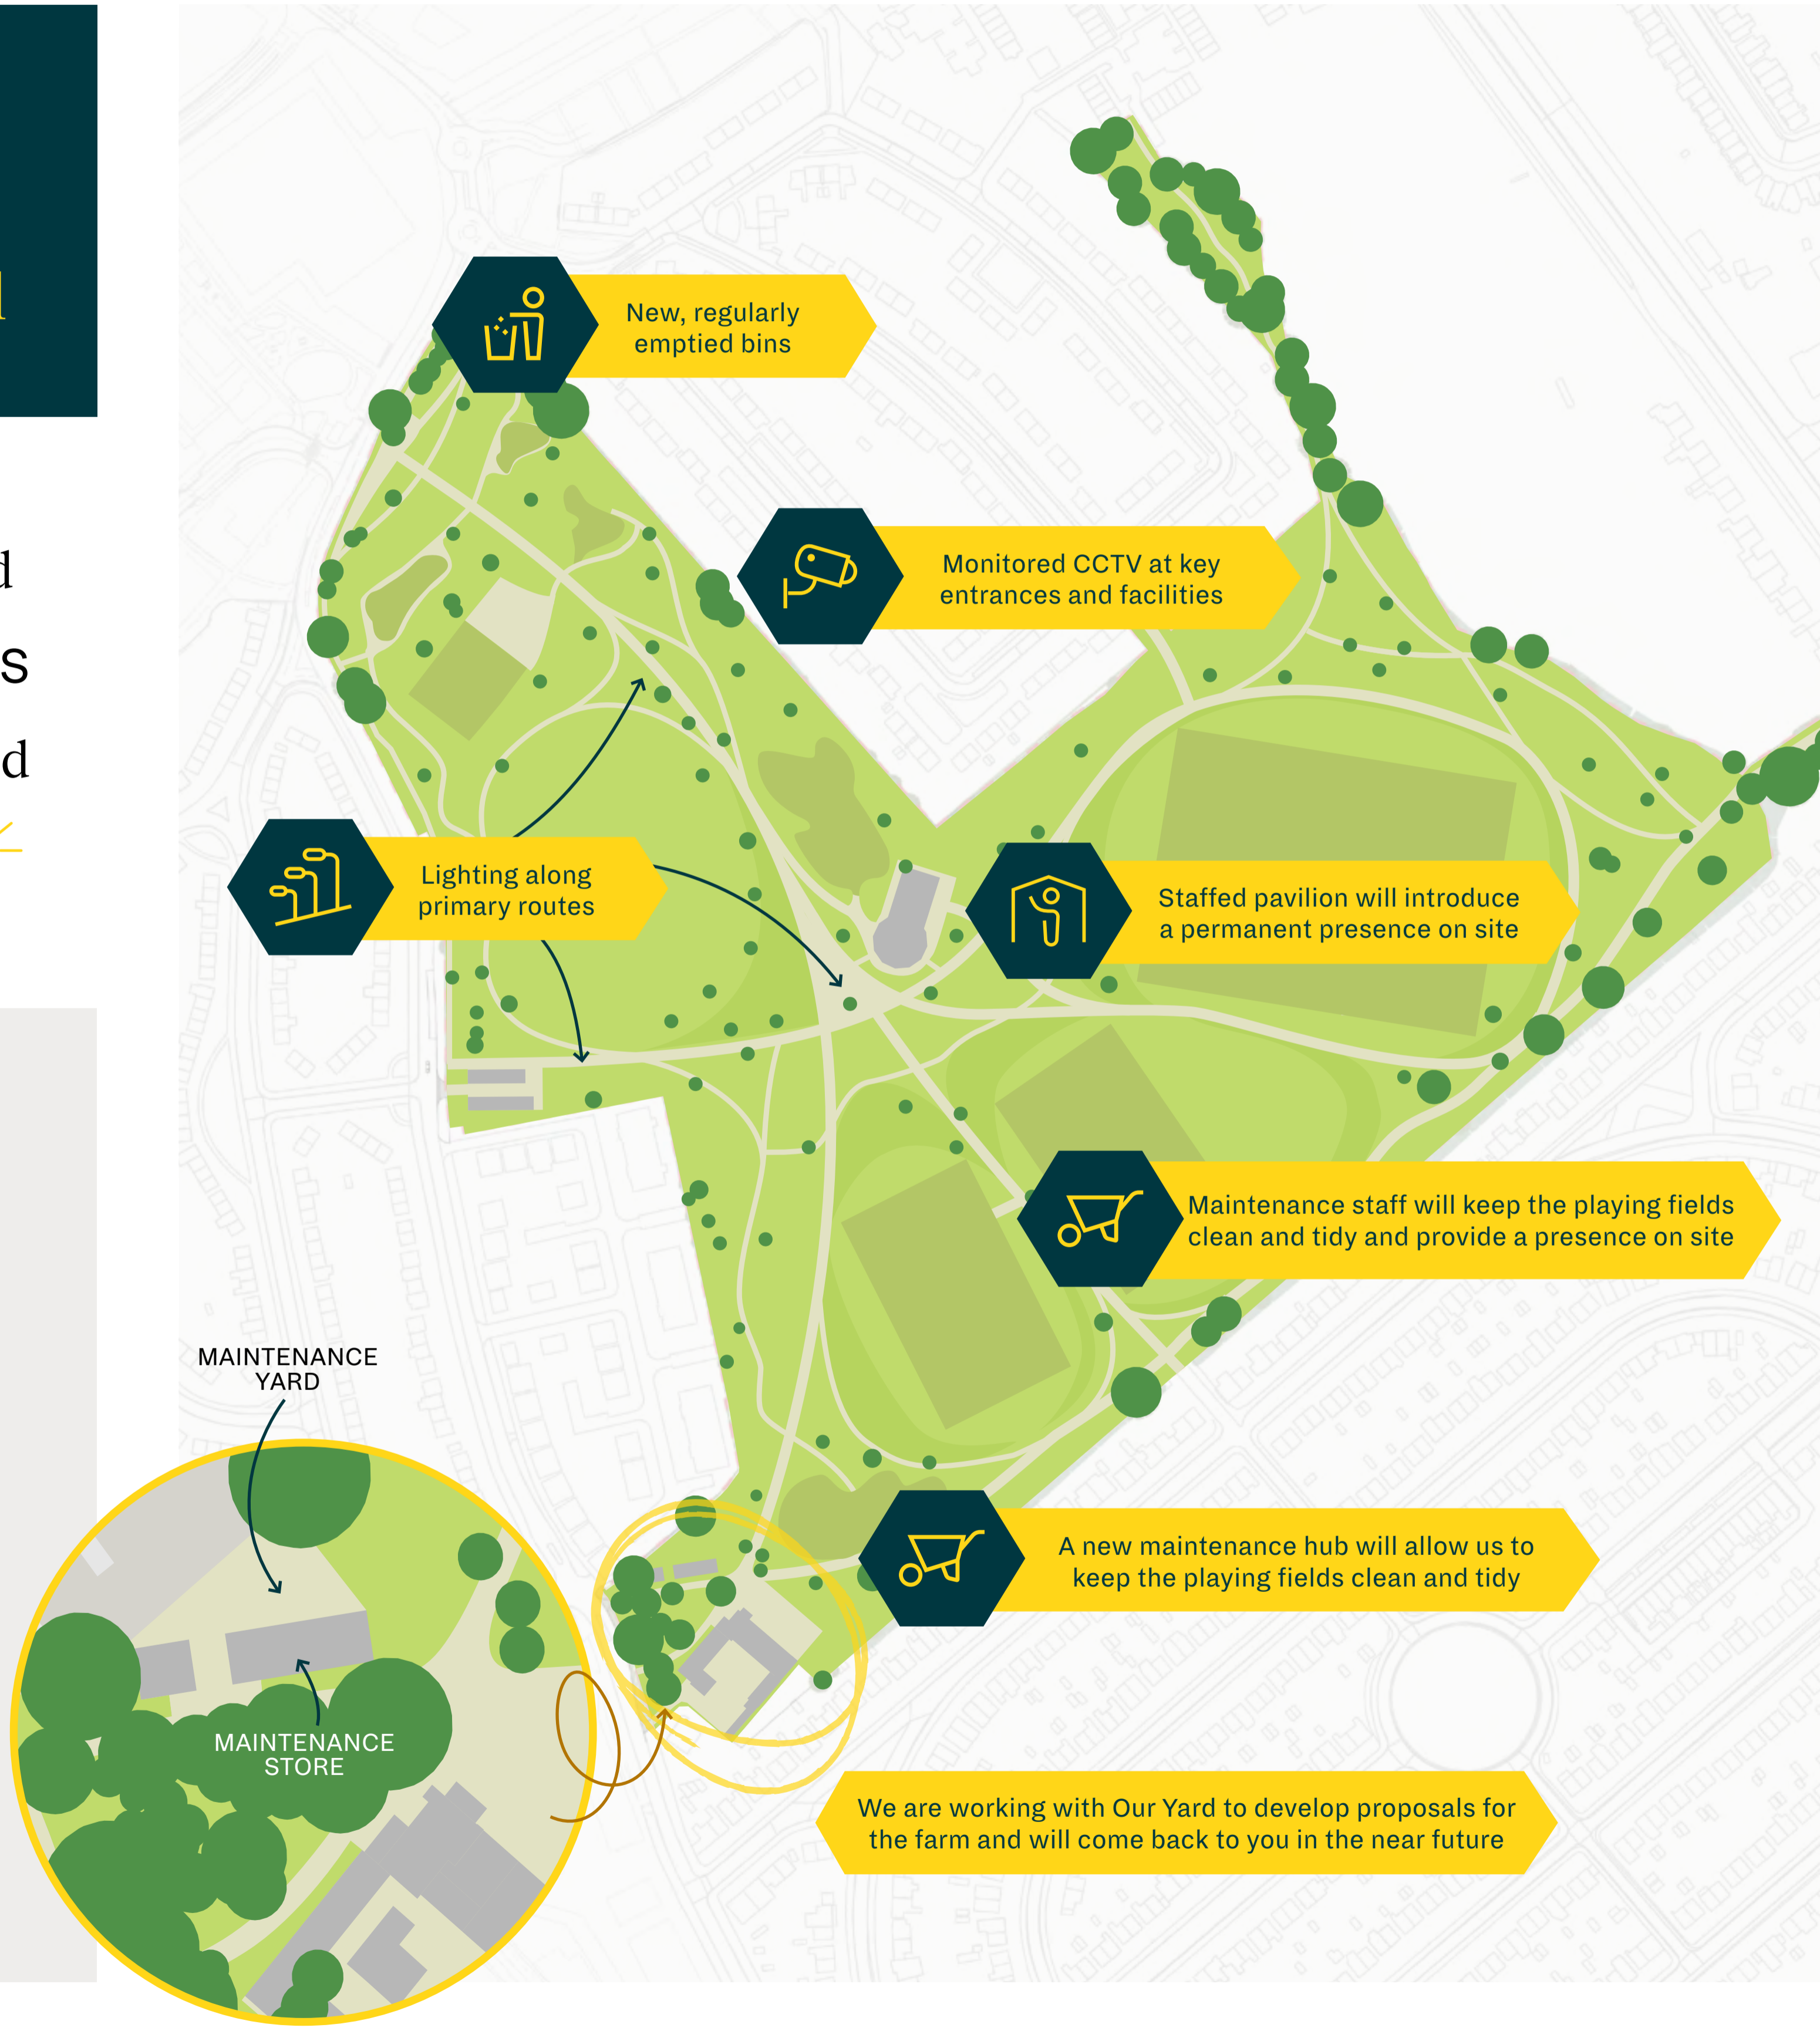 New, regularly
emptied bins
Monitored CCTV at key
entrances and facilities
Lighting along
primary routes
Staffed pavilion will introduce
a permanent presence on site
Maintenance staff will keep the playing fields
clean and tidy and provide a presence on site
MAINTENANCE
YARD
A new maintenance hub will allow us to
keep the playing fields clean and tidy
MAINTENANCE
STORE
We are working with Our Yard to develop proposals for
the farm and will come back to you in the near future